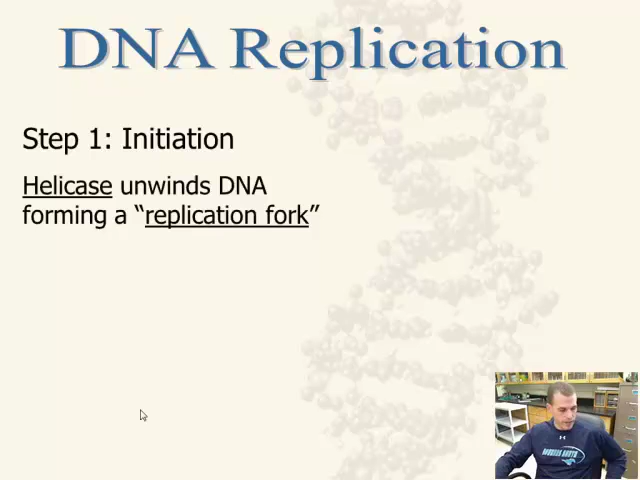 DNA Replication
Step 1: Initiation
Helicase unwinds DNA
forming a “replication fork”